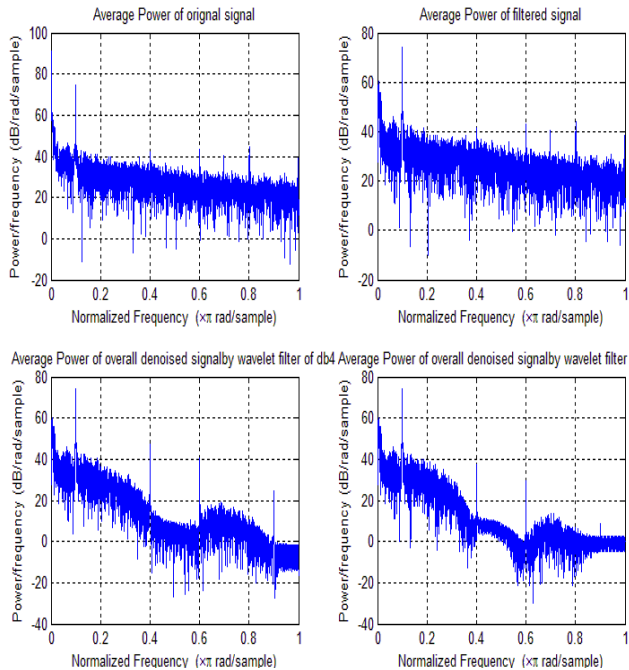 Average Power of orignal signal
Power/frequency (dB/rad/sample)
100
80
60
40
20
0
-20
0 0.2 0.4 0.6 0.8 1
Normalized Frequency (×π rad/sample)
Average Power of filtered signal
Power/frequency (dB/rad/sample)
80
60
40
20
0
-20
0 0.2 0.4 0.6 0.8 1
Normalized Frequency (×π rad/sample)
Average Power of overall denoised signalby wavelet filter of db4
Power/frequency (dB/rad/sample)
80
60
40
20
0
-20
-40
0 0.2 0.4 0.6 0.8 1
Normalized Frequency (×π rad/sample)
Average Power of overall denoised signalby wavelet filter
Power/frequency (dB/rad/sample)
80
60
40
20
0
-20
-40
0 0.2 0.4 0.6 0.8 1
Normalized Frequency (×π rad/sample)